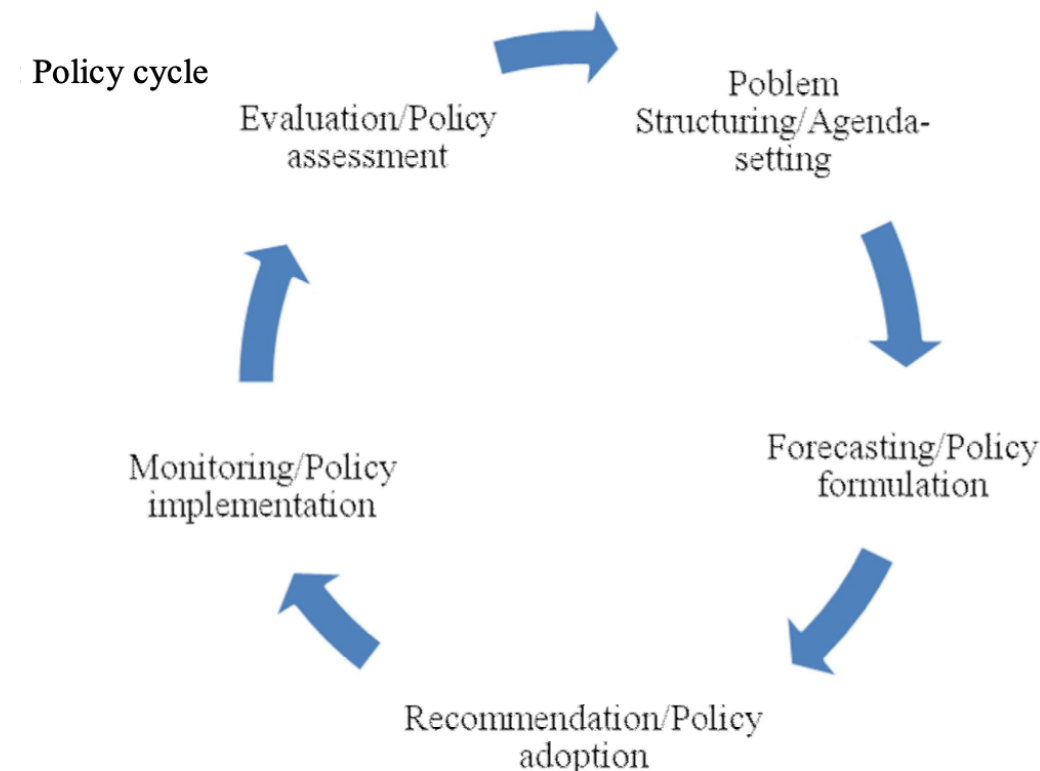 Policy cycle
Poblem
Structuring/Agenda-
setting
Forecasting/Policy
formulation
Recommendation/Policy
adoption
Monitoring/Policy
implementation
Evaluation/Policy
assessment